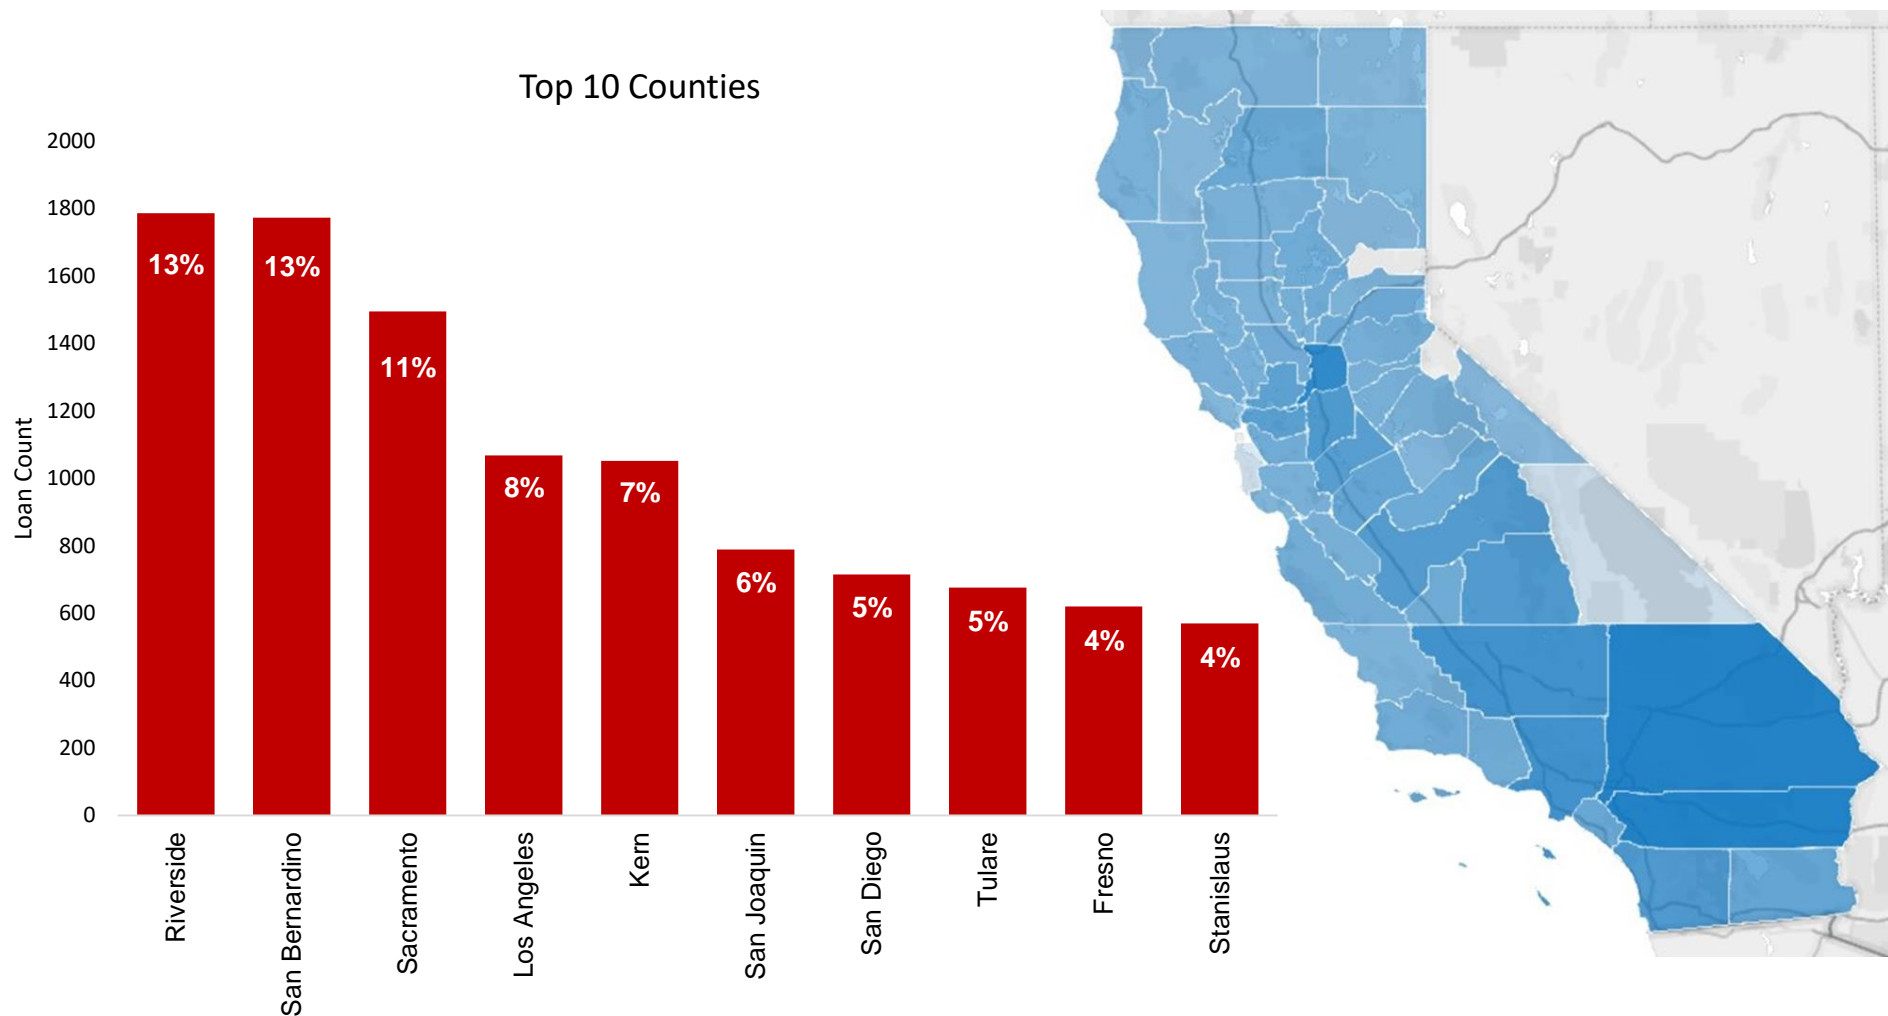 Top 10 Counties
Loan Count
2000
1800
1600
1400
1200
1000
800
600
400
200
0
13%
13%
11%
8%
7%
6%
5%
5%
4%
4%
Riverside
San Bernardino
Sacramento
Los Angeles
Kern
San Joaquin
San Diego
Tulare
Fresno
Stanislaus